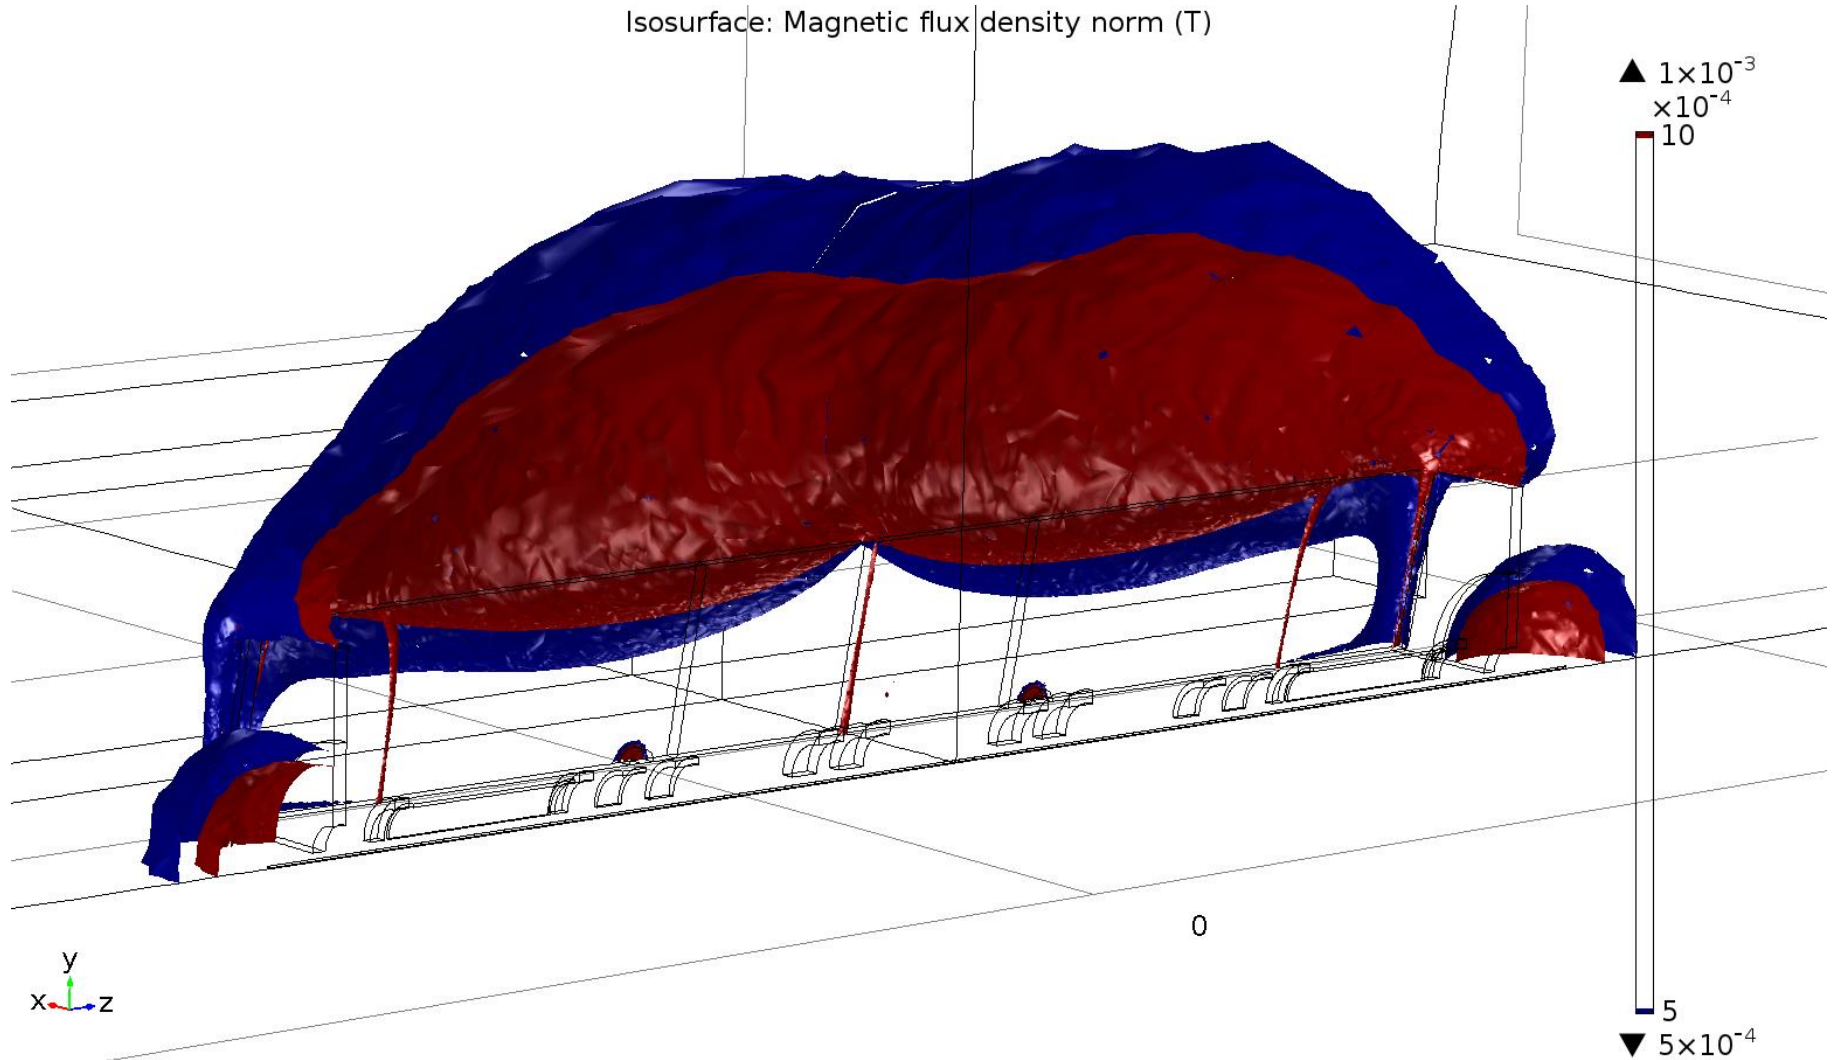 Isosurface: Magnetic flux density norm (T)
▲ 1×10⁻³
×10⁻⁴
10
0
y
x z
5
▼ 5×10⁻⁴